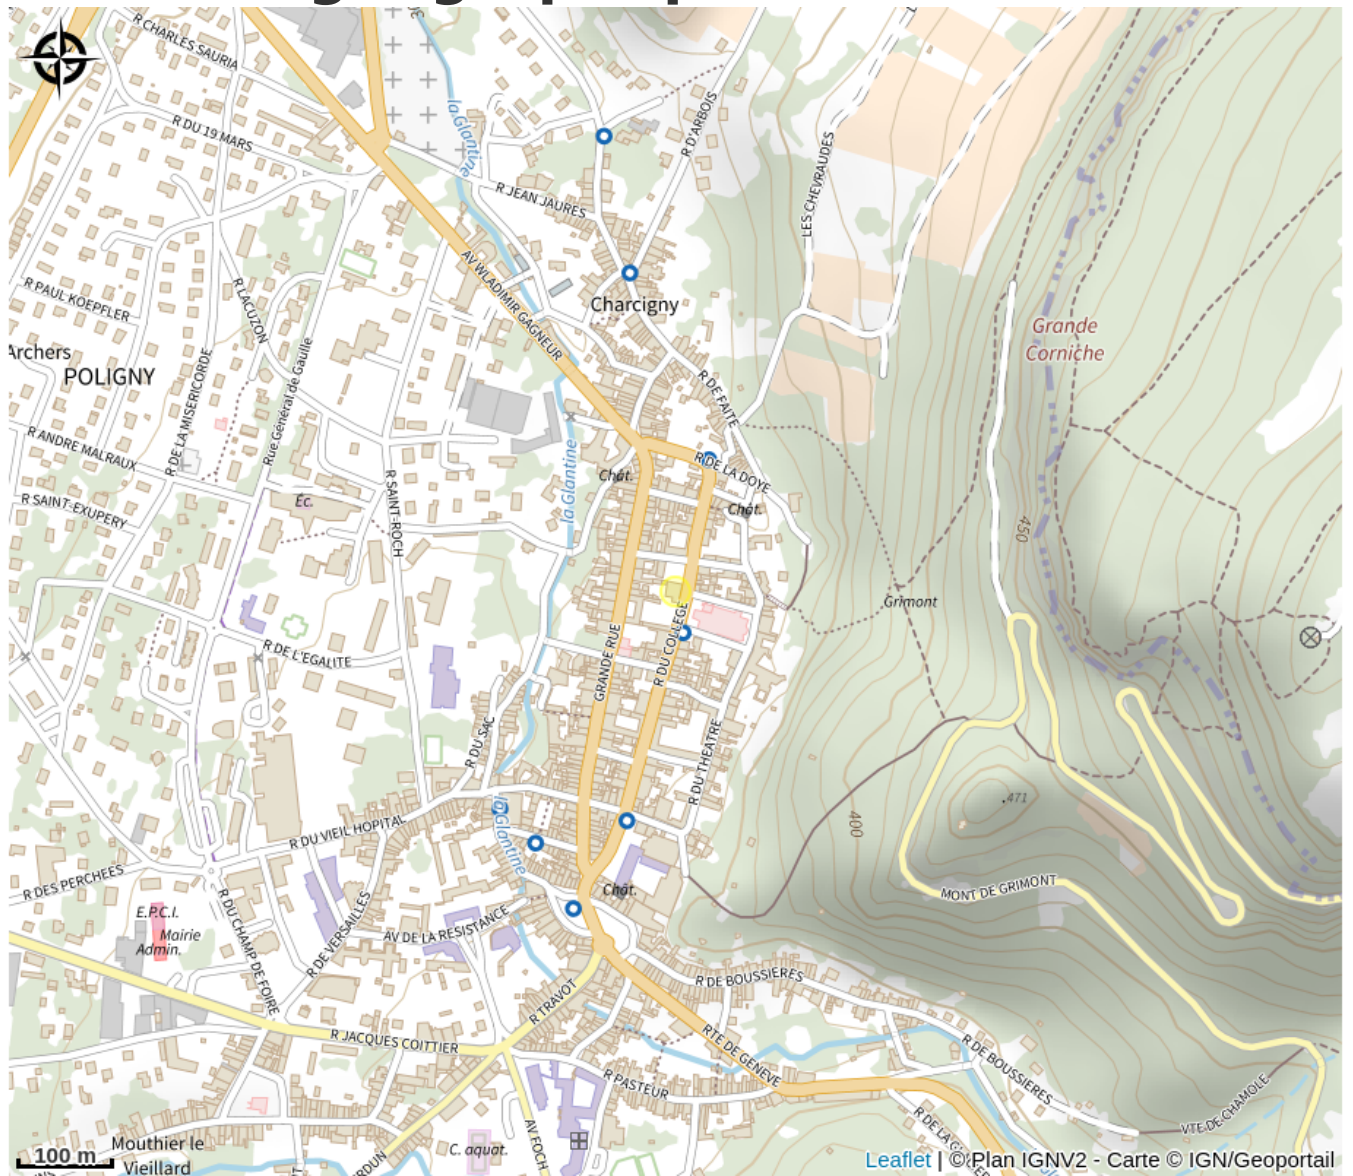 R CHARLES SAURIA
la Glantine
R DU 19 MARS
R D'ARBOIS
LES CHEVRAUDES
R JEAN JAURES
AV WLADIMIR GAGNEUR
R PAUL KOEPFLER
R LACUZON
Charcigny
Grande
Corniche
Archers
POLIGNY
Rue Général de Gaulle
R DE LA MISERICORDE
R DE FAITE
R ANDRE MALRAUX
la Glantine
R DE LA DOYE
Chât.
R SAINT-EXUPERY
Ec.
R SAINT-ROCH
Chât.
450
Grimont
R DE L'EGALITE
GRANDE RUE
R DU COLLEGE
R DU SAC
R DU THEATRE
.471
400
la Glantine
R DU VIEIL HOPITAL
R DES PERCHEES
Chât.
MONT DE GRIMONT
E.P.C.I.
Mairie
Admin.
R DU CHAMP DE FOIRE
R DE VERSAILLES
AV DE LA RESISTANCE
R DE BOUSSIERES
R TRAVOT
R JACQUES COITTIER
RTE DE GENEVE
R DE BOUSSIERES
R PASTEUR
VTE DE CHAMOLE
Mouthier le
Vieillard
C. aquat.
AV FOCH
100 m
Leaflet | © Plan IGNV2 - Carte © IGN/Geoportail